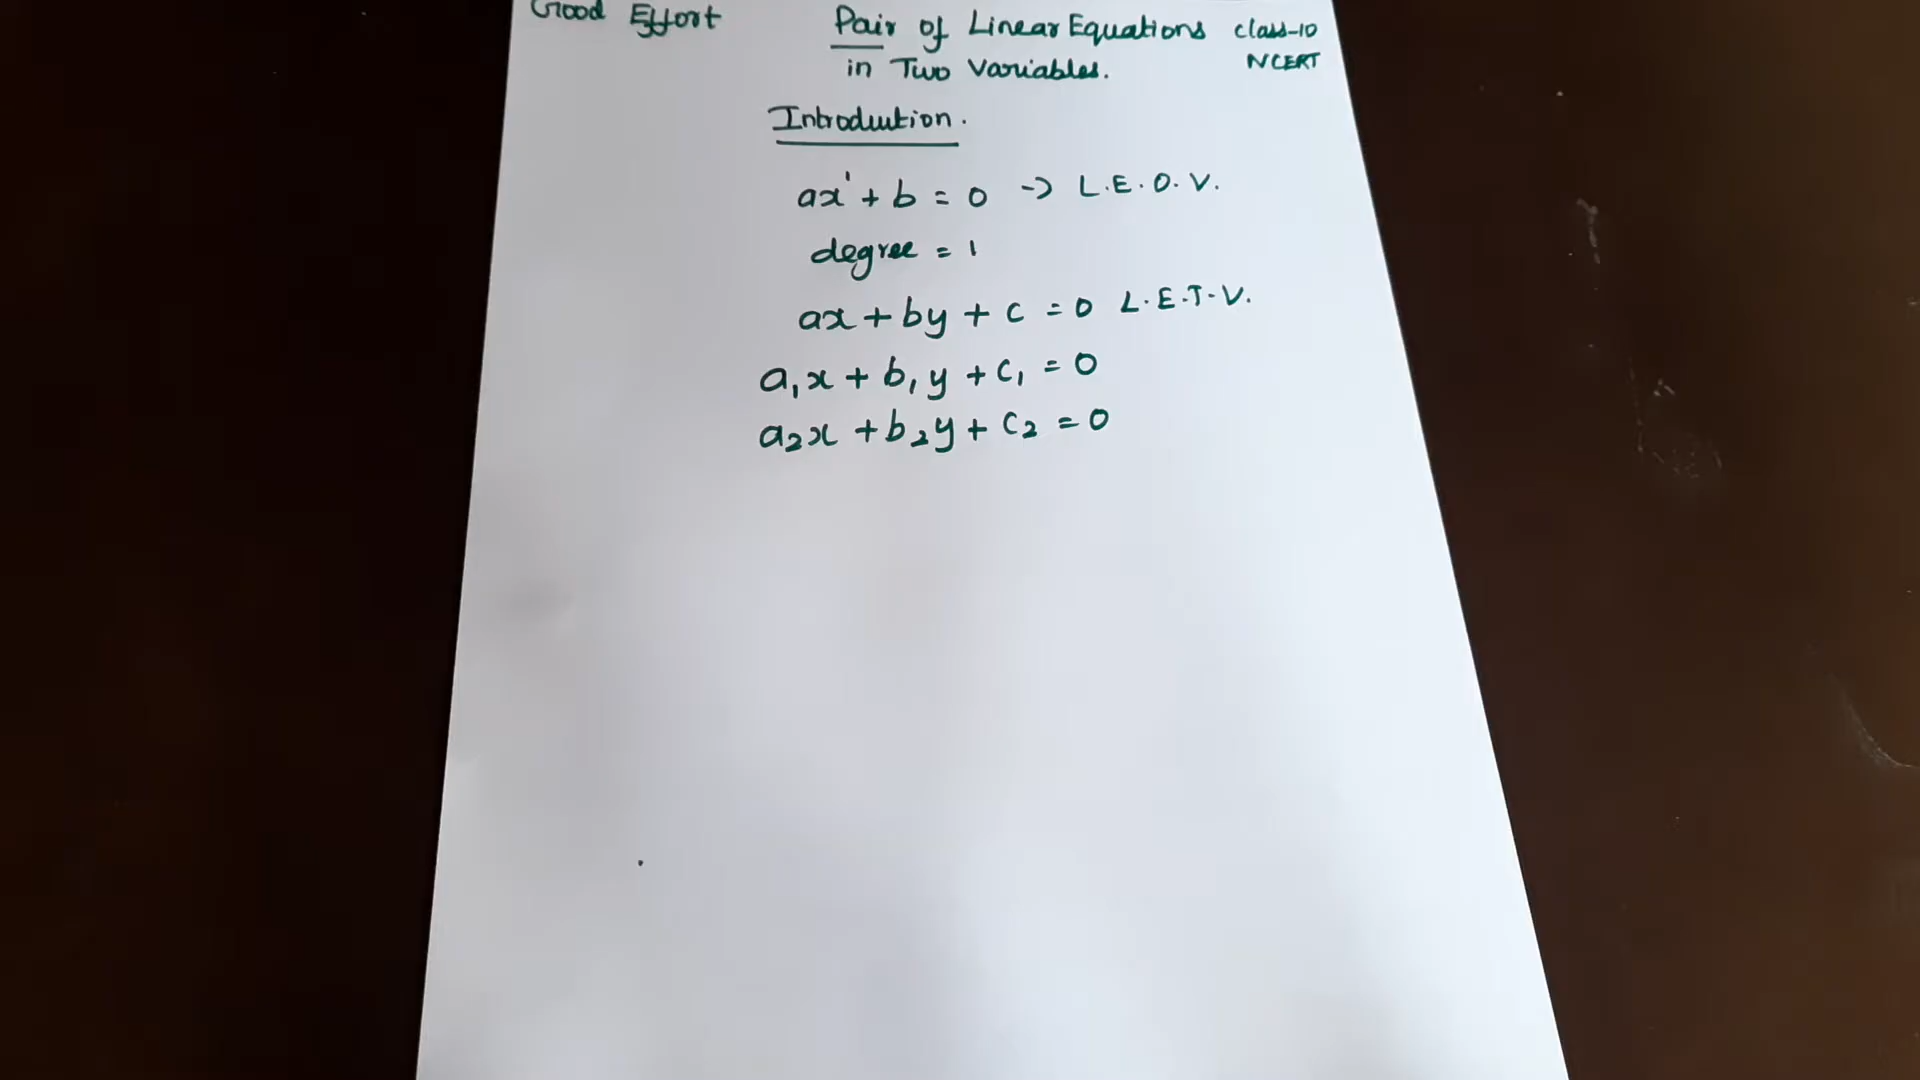 Good Effort
Pair of Linear Equations class-10
in Two Variables. NCERT
Introduction.
ax¹ + b = 0 -> L.E.O.V.
degree = 1
ax + by + c = 0 L.E.T.V.
a₁x + b₁y + c₁ = 0
a₂x + b₂y + c₂ = 0